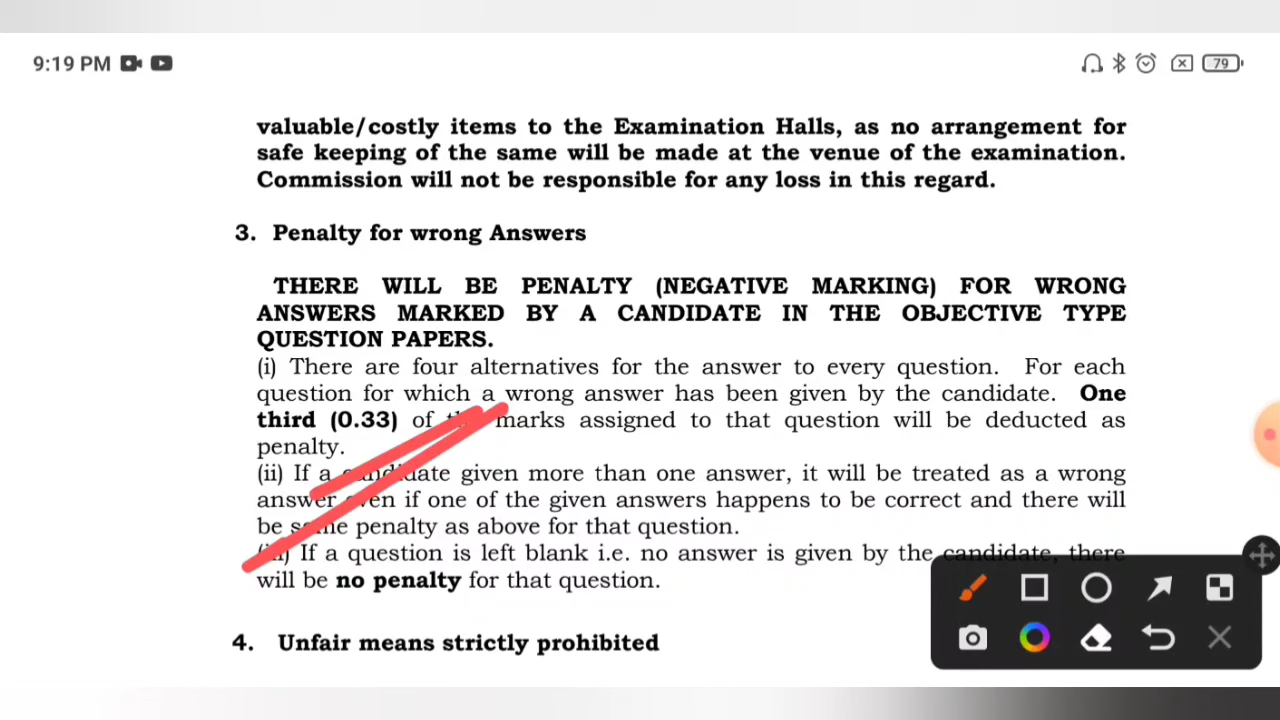 9:19 PM
79
valuable/costly items to the Examination Halls, as no arrangement for
safe keeping of the same will be made at the venue of the examination.
Commission will not be responsible for any loss in this regard.
3. Penalty for wrong Answers
THERE WILL BE PENALTY (NEGATIVE MARKING) FOR WRONG
ANSWERS MARKED BY A CANDIDATE IN THE OBJECTIVE TYPE
QUESTION PAPERS.
(i) There are four alternatives for the answer to every question. For each
question for which a wrong answer has been given by the candidate. One
third (0.33) of the marks assigned to that question will be deducted as
penalty.
(ii) If a candidate given more than one answer, it will be treated as a wrong
answer even if one of the given answers happens to be correct and there will
be same penalty as above for that question.
(iii) If a question is left blank i.e. no answer is given by the candidate, there
will be no penalty for that question.
4. Unfair means strictly prohibited